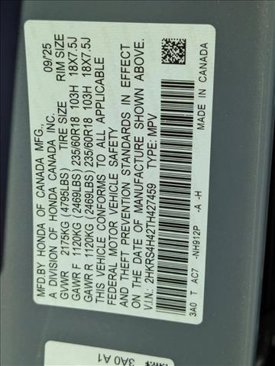 MFD.BY HONDA OF CANADA MFG. 09/25
A DIVISION OF HONDA CANADA INC.
GVWR 2175KG (4795LBS) TIRE SIZE RIM SIZE
GAWR F 1120KG (2469LBS) 235/60R18 103H 18X7.5J
GAWR R 1120KG (2469LBS) 235/60R18 103H 18X7.5J
THIS VEHICLE CONFORMS TO ALL APPLICABLE
FEDERAL MOTOR VEHICLE SAFETY
AND THEFT PREVENTION STANDARDS IN EFFECT
ON THE DATE OF MANUFACTURE SHOWN ABOVE.
V.I.N.: 2HKRS4H42TH427459 TYPE: MPV
3A0 T AC7 -NH912P -A -H
MADE IN CANADA
3A0 A1